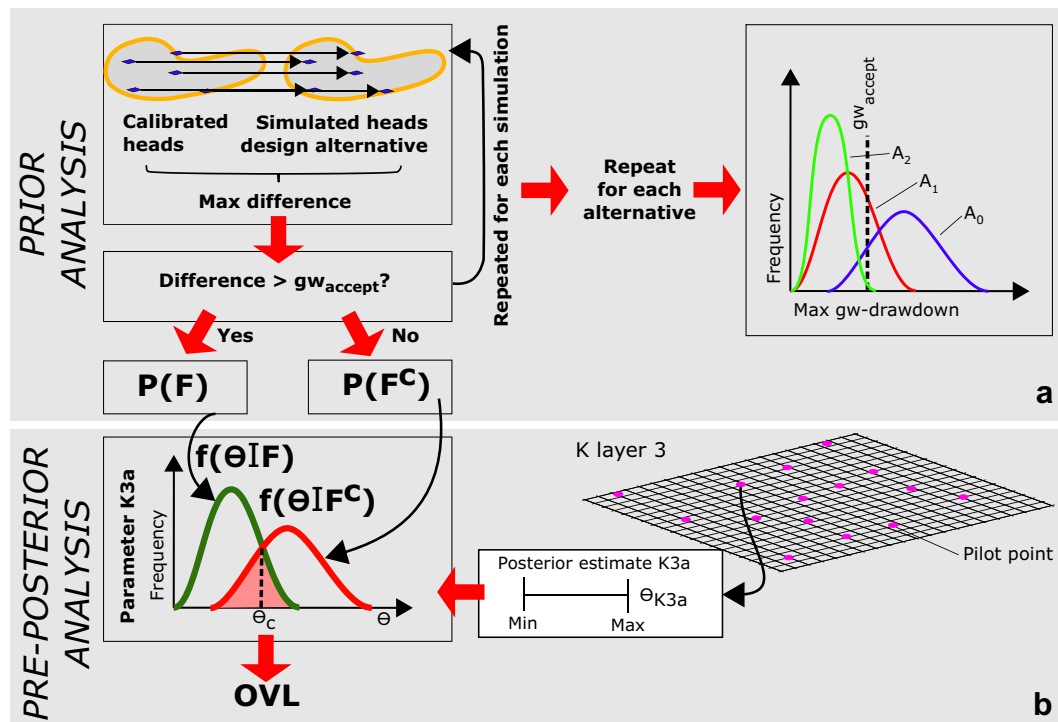 PRIOR
ANALYSIS
Calibrated
heads
Simulated heads
design alternative
Max difference
Difference > gwaccept?
Yes
No
P(F)
P(FC)
Repeated for each simulation
Repeat
for each
alternative
Frequency
gwaccept
A2
A1
A0
Max gw-drawdown
a
PRE-POSTERIOR
ANALYSIS
Parameter K3a
Frequency
f(ΘIF)
f(ΘIFC)
ΘC
Θ
OVL
K layer 3
Pilot point
Posterior estimate K3a
ΘK3a
Min
Max
b